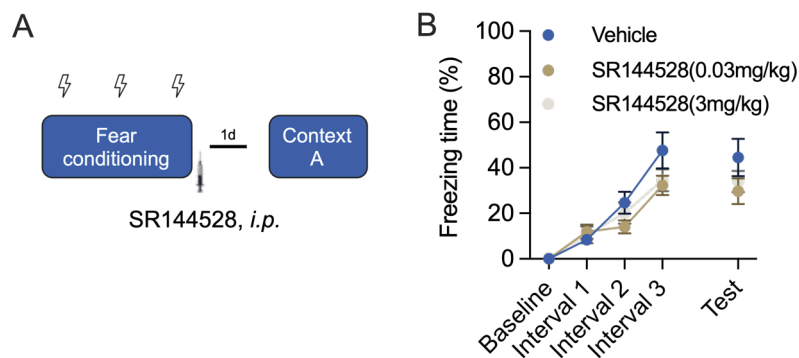 A
Fear
conditioning
1d
Context
A
SR144528, i.p.
B
Freezing time (%)
100
80
60
40
20
0
Vehicle
SR144528(0.03mg/kg)
SR144528(3mg/kg)
Baseline
Interval 1
Interval 2
Interval 3
Test